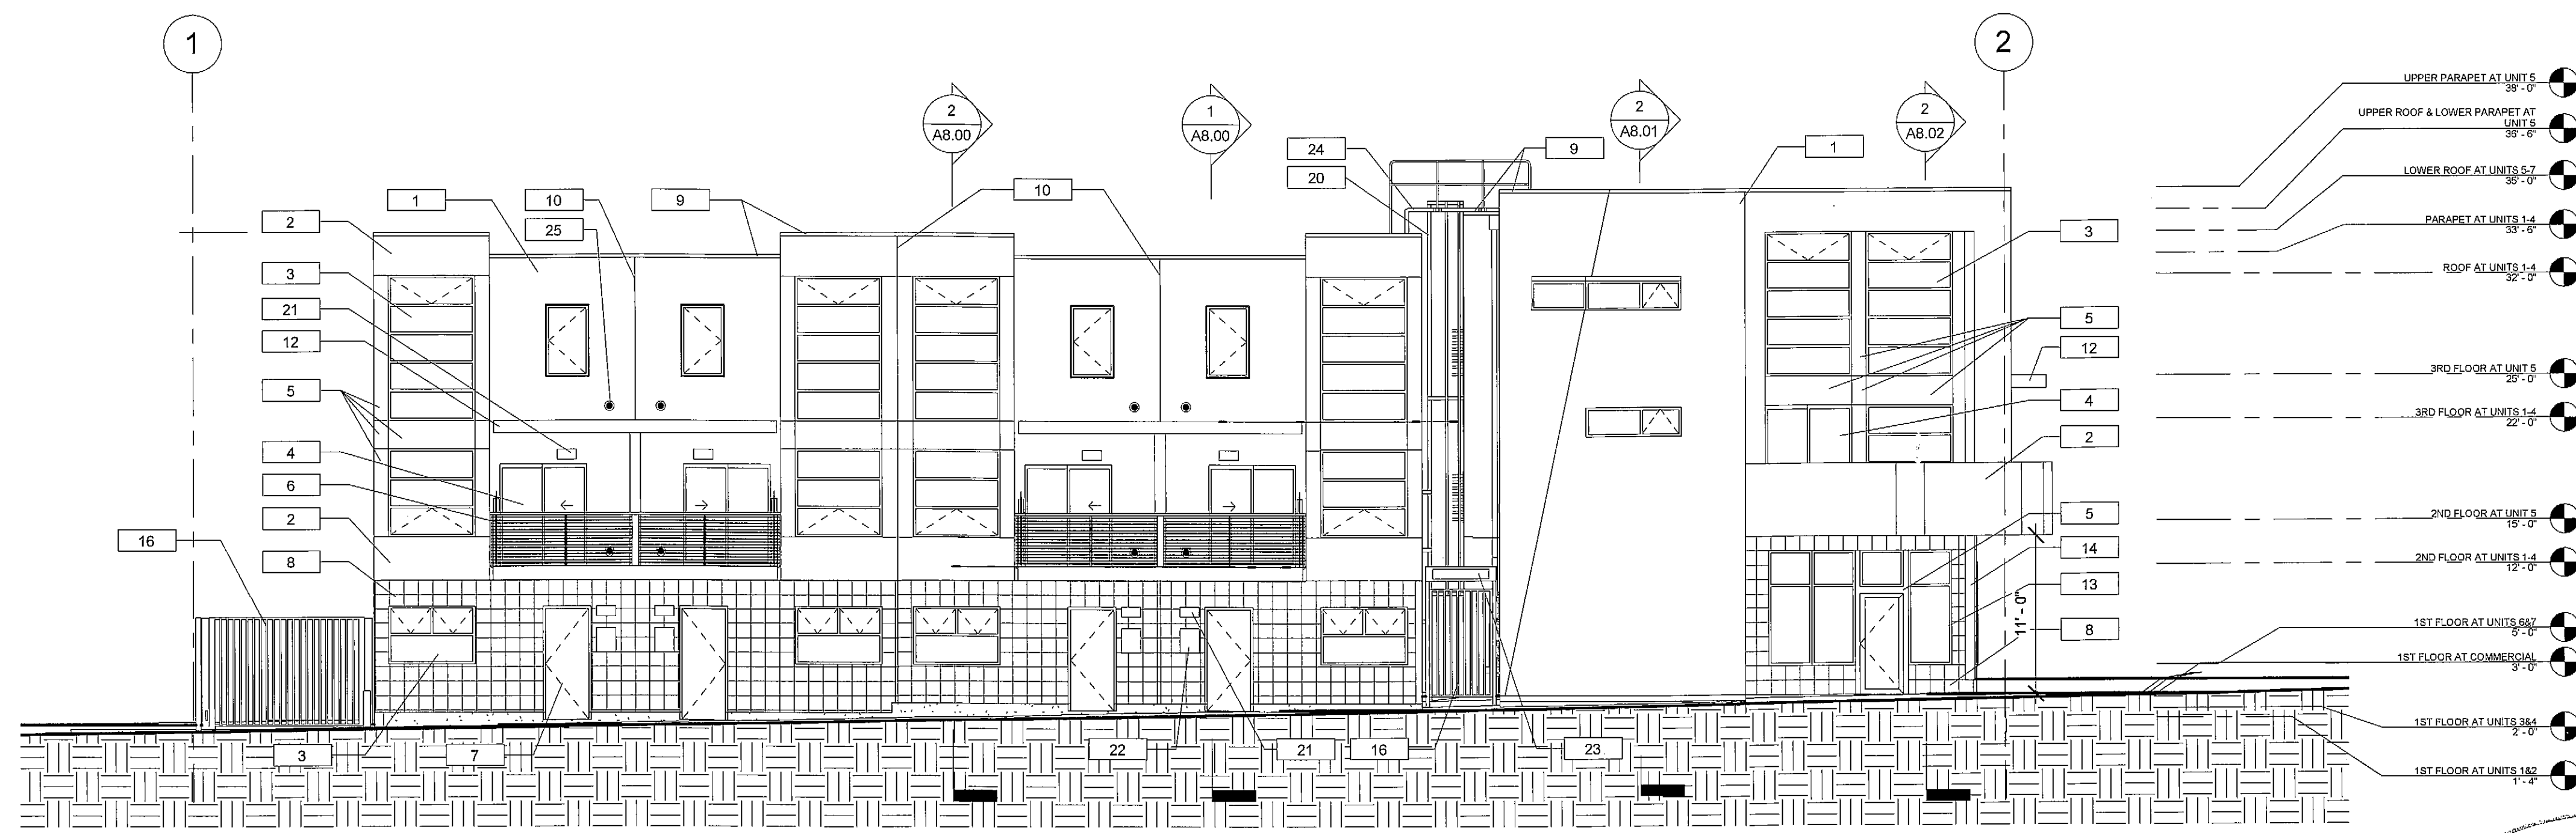 1
2
2
A8.00
1
A8.00
2
A8.01
2
A8.02
24
20
9
1
1
10
25
9
10
2
3
21
12
5
4
6
2
8
16
3
7
22
21
16
23
3
5
12
4
2
5
14
13
8
11' - 0"
UPPER PARAPET AT UNIT 5
38' - 0"
UPPER ROOF & LOWER PARAPET AT
UNIT 5
36' - 6"
LOWER ROOF AT UNITS 5-7
35' - 0"
PARAPET AT UNITS 1-4
33' - 6"
ROOF AT UNITS 1-4
32' - 0"
3RD FLOOR AT UNIT 5
25' - 0"
3RD FLOOR AT UNITS 1-4
22' - 0"
2ND FLOOR AT UNIT 5
15' - 0"
2ND FLOOR AT UNITS 1-4
12' - 0"
1ST FLOOR AT UNITS 6&7
5' - 0"
1ST FLOOR AT COMMERCIAL
3' - 0"
1ST FLOOR AT UNITS 3&4
2' - 0"
1ST FLOOR AT UNITS 1&2
1' - 4"